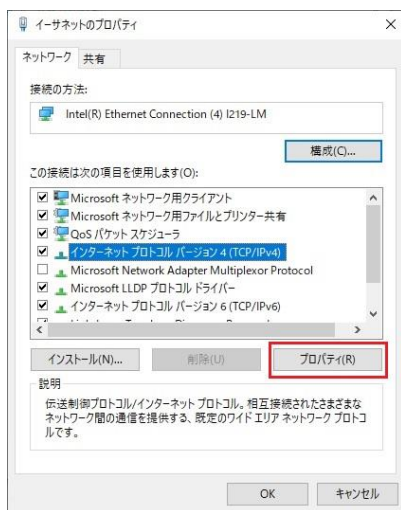 イーサネットのプロパティ
ネットワーク 共有
接続の方法:
Intel(R) Ethernet Connection (4) I219-LM
構成(C)...
この接続は次の項目を使用します(O):
Microsoft ネットワーク用クライアント
Microsoft ネットワーク用ファイルとプリンター共有
QoS パケット スケジューラ
インターネット プロトコル バージョン 4 (TCP/IPv4)
Microsoft Network Adapter Multiplexor Protocol
Microsoft LLDP プロトコル ドライバー
インターネット プロトコル バージョン 6 (TCP/IPv6)
インストール(N)... 削除(U) プロパティ(R)
説明
伝送制御プロトコル/インターネット プロトコル。相互接続されたさまざまな
ネットワーク間の通信を提供する、既定のワイド エリア ネットワーク プロトコ
ルです。
OK キャンセル